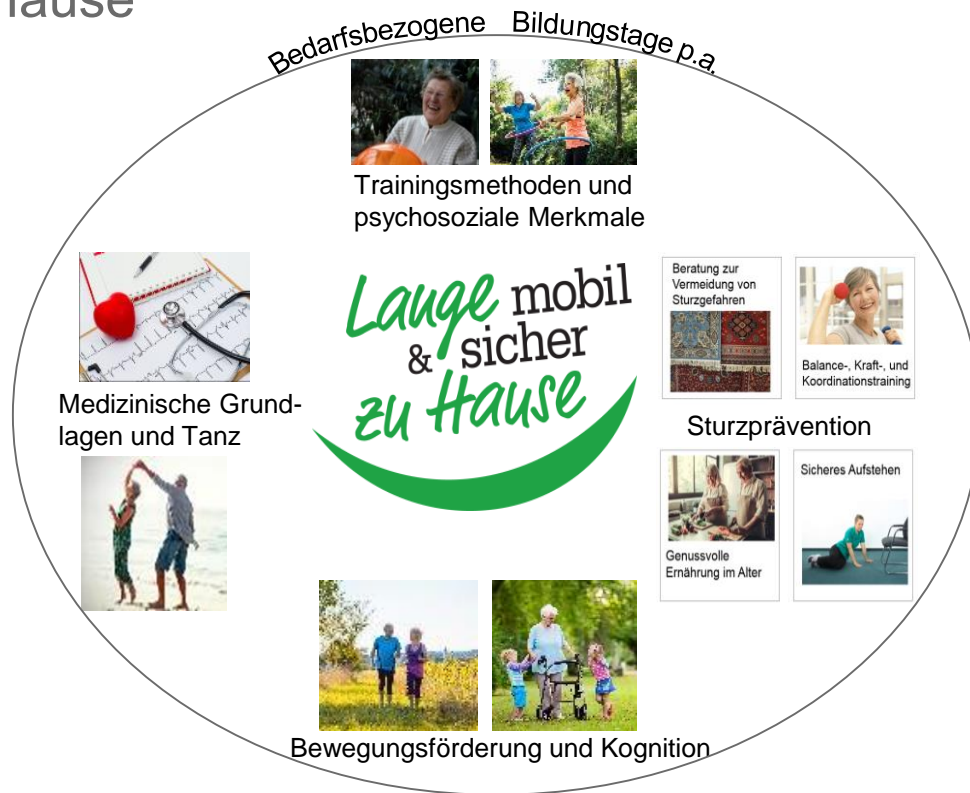 Bedarfsbezogene Bildungstage p.a.
Trainingsmethoden und
psychosoziale Merkmale
Lange mobil
& sicher
zu Hause
Medizinische Grund-
lagen und Tanz
Beratung zur
Vermeidung von
Sturzgefahren
Balance-, Kraft-, und
Koordinationstraining
Sturzprävention
Genussvolle
Ernährung im Alter
Sicheres Aufstehen
Bewegungsförderung und Kognition